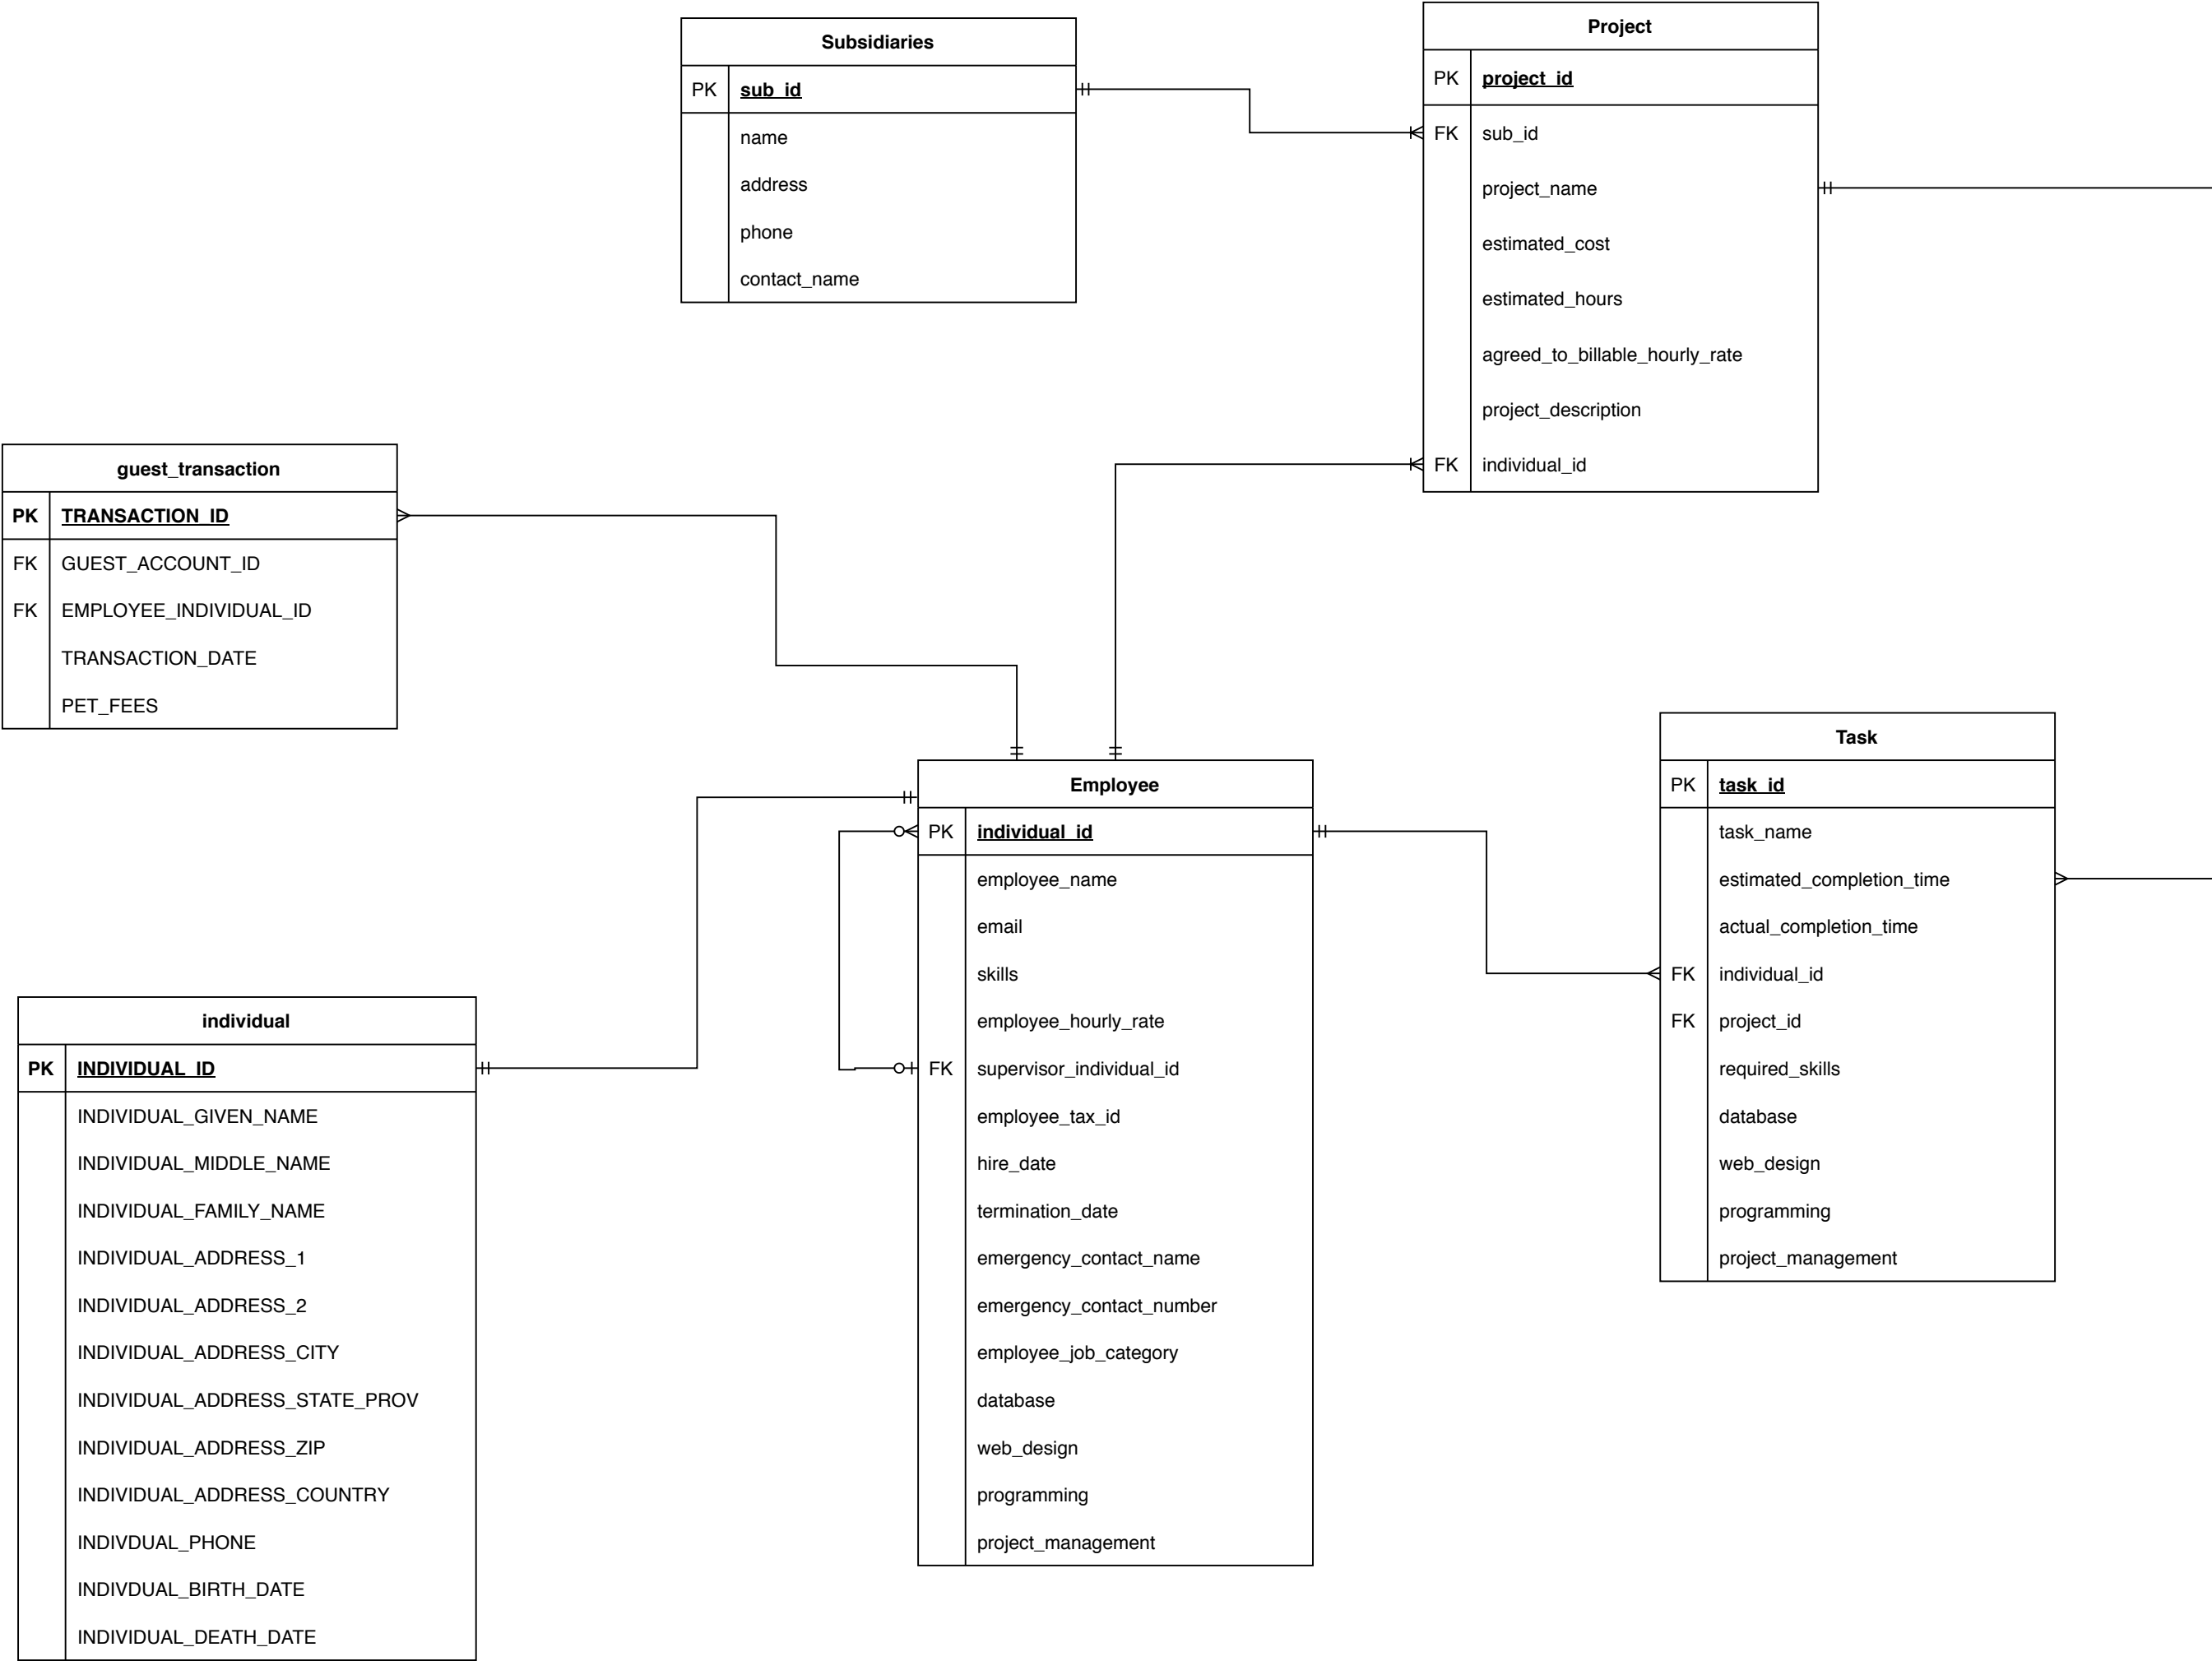 Subsidiaries
PK sub_id
name
address
phone
contact_name
Project
PK project_id
FK sub_id
project_name
estimated_cost
estimated_hours
agreed_to_billable_hourly_rate
project_description
FK individual_id
guest_transaction
PK TRANSACTION_ID
FK GUEST_ACCOUNT_ID
FK EMPLOYEE_INDIVIDUAL_ID
TRANSACTION_DATE
PET_FEES
Employee
PK individual_id
employee_name
email
skills
employee_hourly_rate
FK supervisor_individual_id
employee_tax_id
hire_date
termination_date
emergency_contact_name
emergency_contact_number
employee_job_category
database
web_design
programming
project_management
Task
PK task_id
task_name
estimated_completion_time
actual_completion_time
FK individual_id
FK project_id
required_skills
database
web_design
programming
project_management
individual
PK INDIVIDUAL_ID
INDIVIDUAL_GIVEN_NAME
INDIVIDUAL_MIDDLE_NAME
INDIVIDUAL_FAMILY_NAME
INDIVIDUAL_ADDRESS_1
INDIVIDUAL_ADDRESS_2
INDIVIDUAL_ADDRESS_CITY
INDIVIDUAL_ADDRESS_STATE_PROV
INDIVIDUAL_ADDRESS_ZIP
INDIVIDUAL_ADDRESS_COUNTRY
INDIVDUAL_PHONE
INDIVDUAL_BIRTH_DATE
INDIVIDUAL_DEATH_DATE